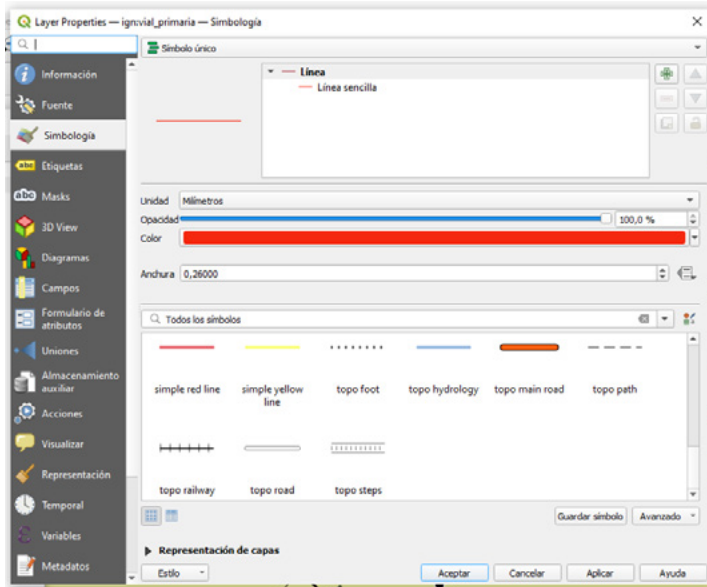 Layer Properties — ign:vial_primaria — Simbología
Información
Fuente
Simbología
Etiquetas
Masks
3D View
Diagramas
Campos
Formulario de
atributos
Uniones
Almacenamiento
auxiliar
Acciones
Visualizar
Representación
Temporal
Variables
Metadatos
Símbolo único
Línea
Línea sencilla
Unidad Milímetros
Opacidad 100,0 %
Color
Anchura 0,26000
Todos los símbolos
simple red line
simple yellow
line
topo foot
topo hydrology
topo main road
topo path
topo railway
topo road
topo steps
Guardar símbolo
Avanzado
Representación de capas
Estilo
Aceptar
Cancelar
Aplicar
Ayuda